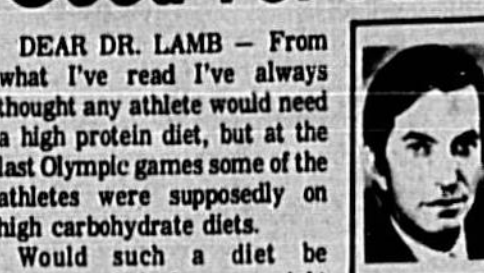 DEAR DR. LAMB — From
what I've read I've always
thought any athlete would need
a high protein diet, but at the
last Olympic games some of the
athletes were supposedly on
high carbohydrate diets.
Would such a diet be